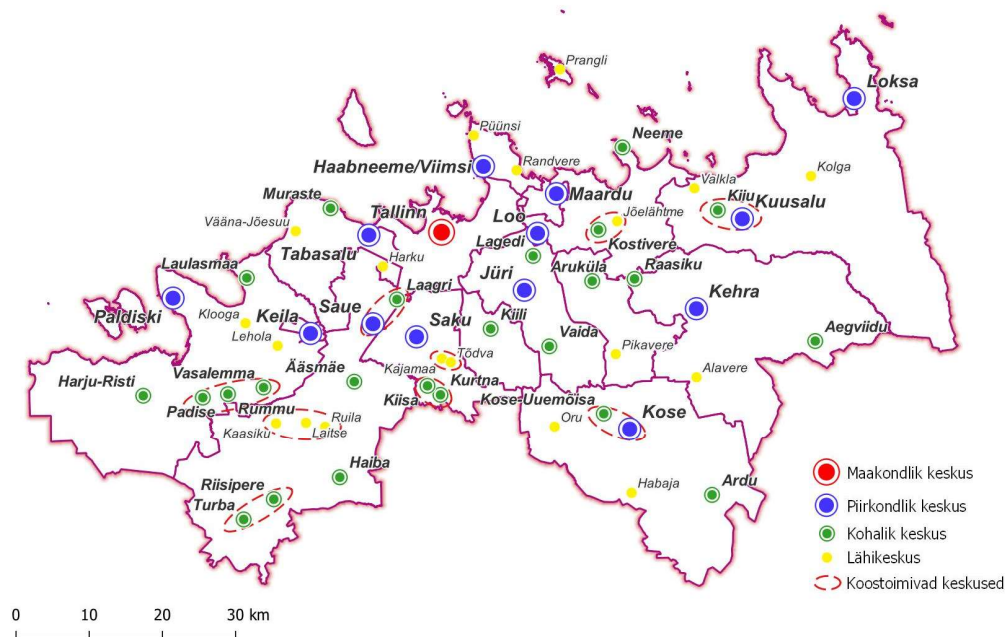 Prangli
Loksa
Püünsi
Neeme
Haabneeme/Viimsi
Randvere
Kolga
Valkla
Muraste
Maardu
Kiiu
Kuusalu
Tallinn
Loo
Jõelähtme
Vääna-Jõesuu
Kostivere
Tabasalu
Lagedi
Harku
Laulasmaa
Aruküla
Raasiku
Jüri
Laagri
Kehra
Paldiski
Klooga
Keila
Saue
Saku
Kiili
Vaida
Aegviidu
Lehola
Tõdva
Pikavere
Ääsmäe
Kajamaa
Harju-Risti
Vasalemma
Kurtna
Alavere
Padise
Rummu
Kiisa
Kose-Uuemõisa
Kose
Ruila
Kaasiku
Laitse
Oru
Haiba
Riisipere
Habaja
Ardu
Turba
Maakondlik keskus
Piirkondlik keskus
Kohalik keskus
Lähikeskus
Koostoimivad keskused
0 10 20 30 km